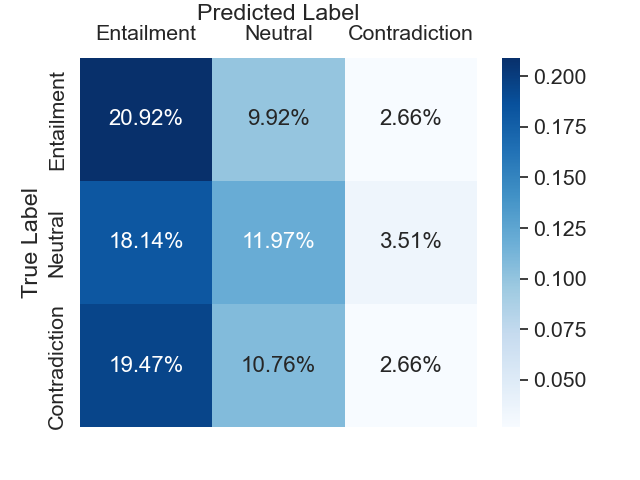 Predicted Label
Entailment Neutral Contradiction
True Label
Entailment 20.92% 9.92% 2.66%
Neutral 18.14% 11.97% 3.51%
Contradiction 19.47% 10.76% 2.66%
0.200
0.175
0.150
0.125
0.100
0.075
0.050